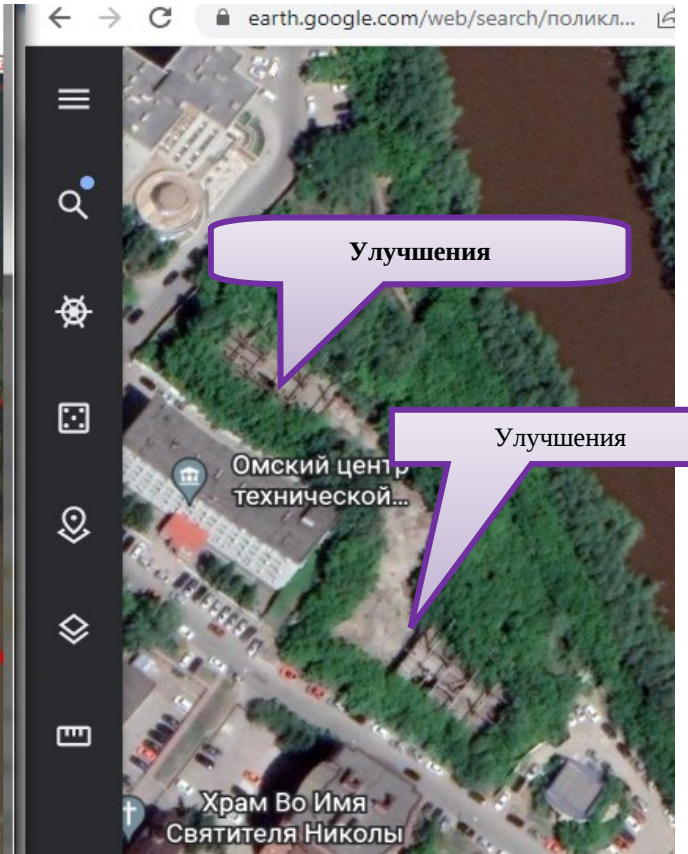 earth.google.com/web/search/поликл...
Улучшения
Улучшения
Омский центр
технической...
Храм Во Имя
Святителя Николы